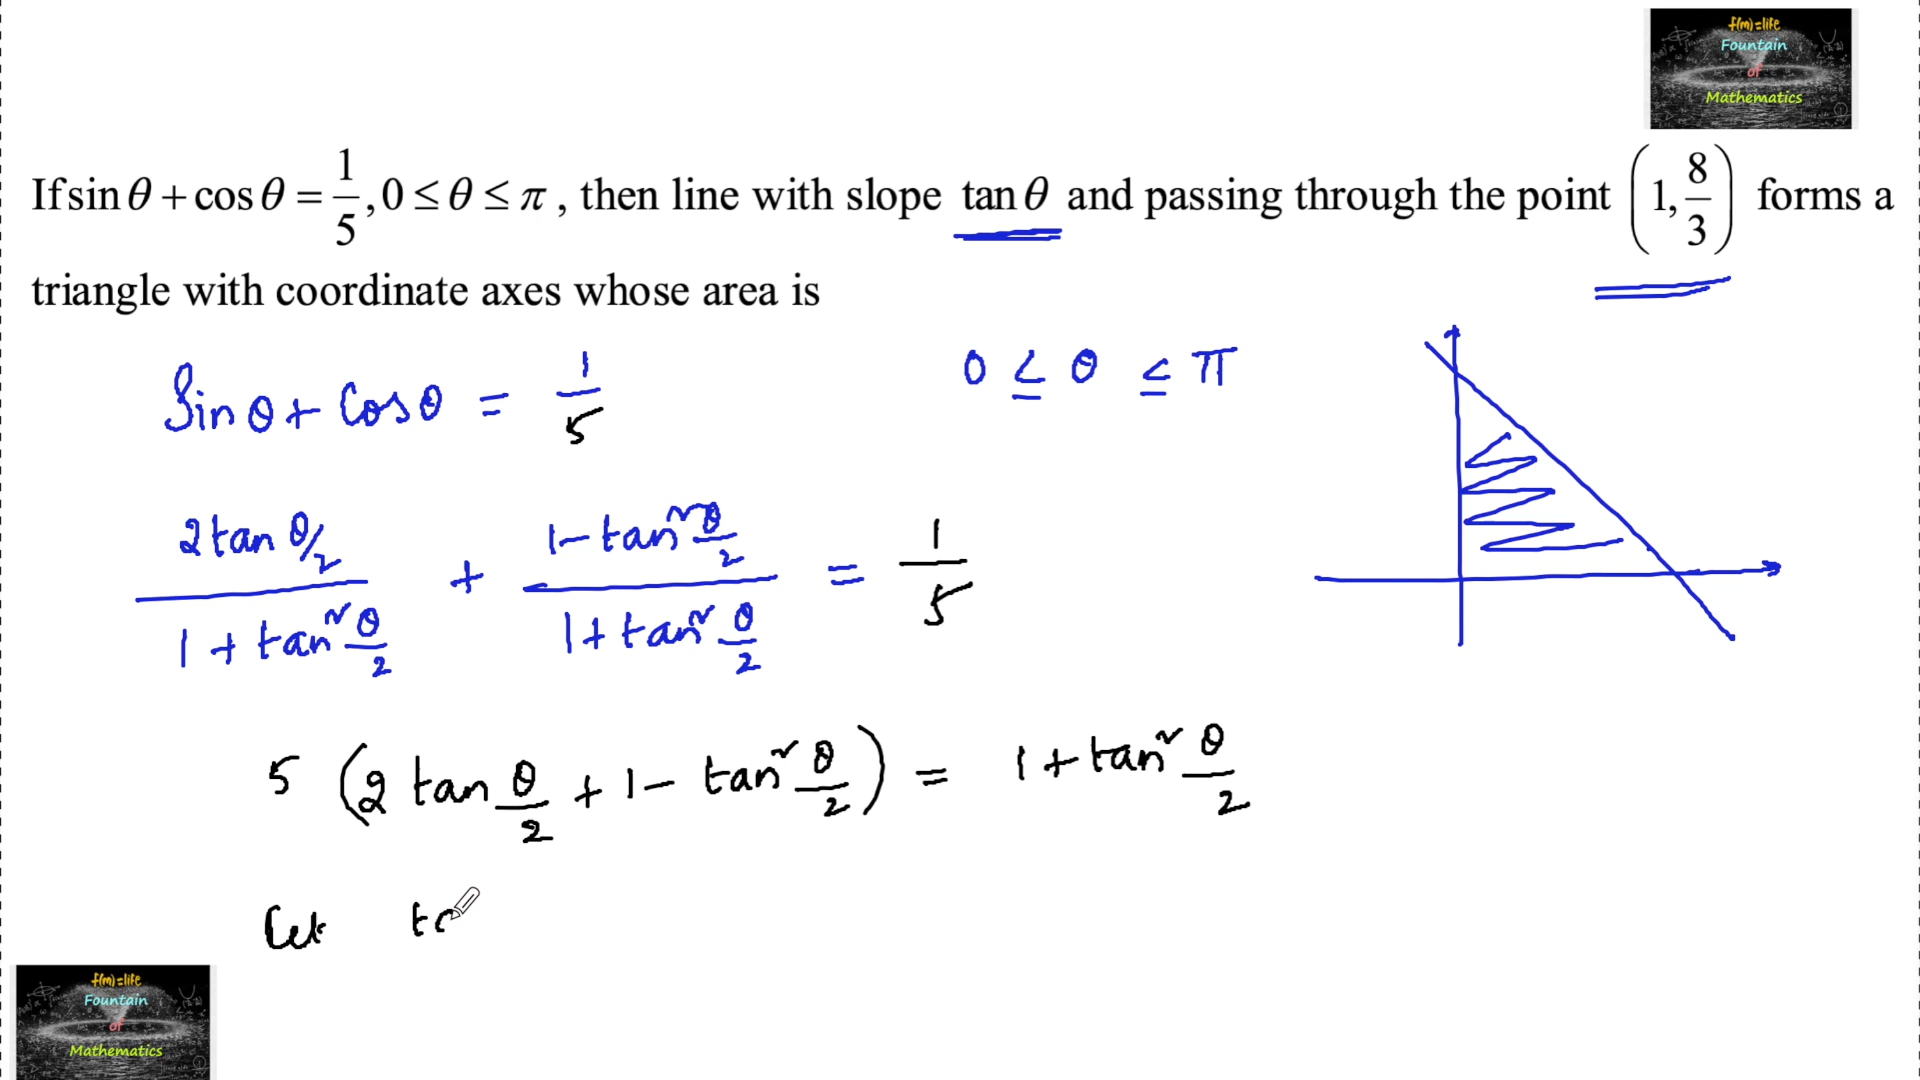 f(m)=life
Fountain
of
Mathematics
If sin θ + cos θ = 1/5, 0 ≤ θ ≤ π, then line with slope tan θ and passing through the point (1, 8/3) forms a
triangle with coordinate axes whose area is
Sin θ + Cos θ = 1/5
0 ≤ θ ≤ π
2 tan θ/2 / 1 + tan² θ/2 + 1 - tan² θ/2 / 1 + tan² θ/2 = 1/5
5 (2 tan θ/2 + 1 - tan² θ/2) = 1 + tan² θ/2
Let
f(m)=life
Fountain
of
Mathematics